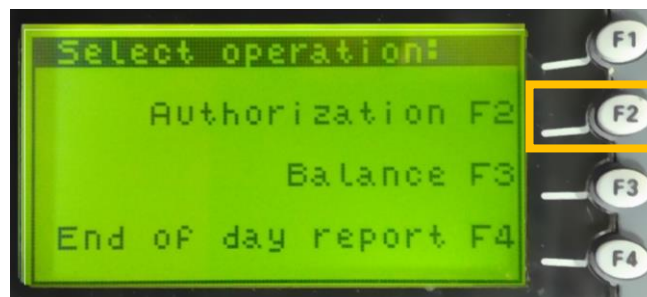 Select operation:
F1
Authorization F2
F2
Balance F3
F3
End of day report F4
F4